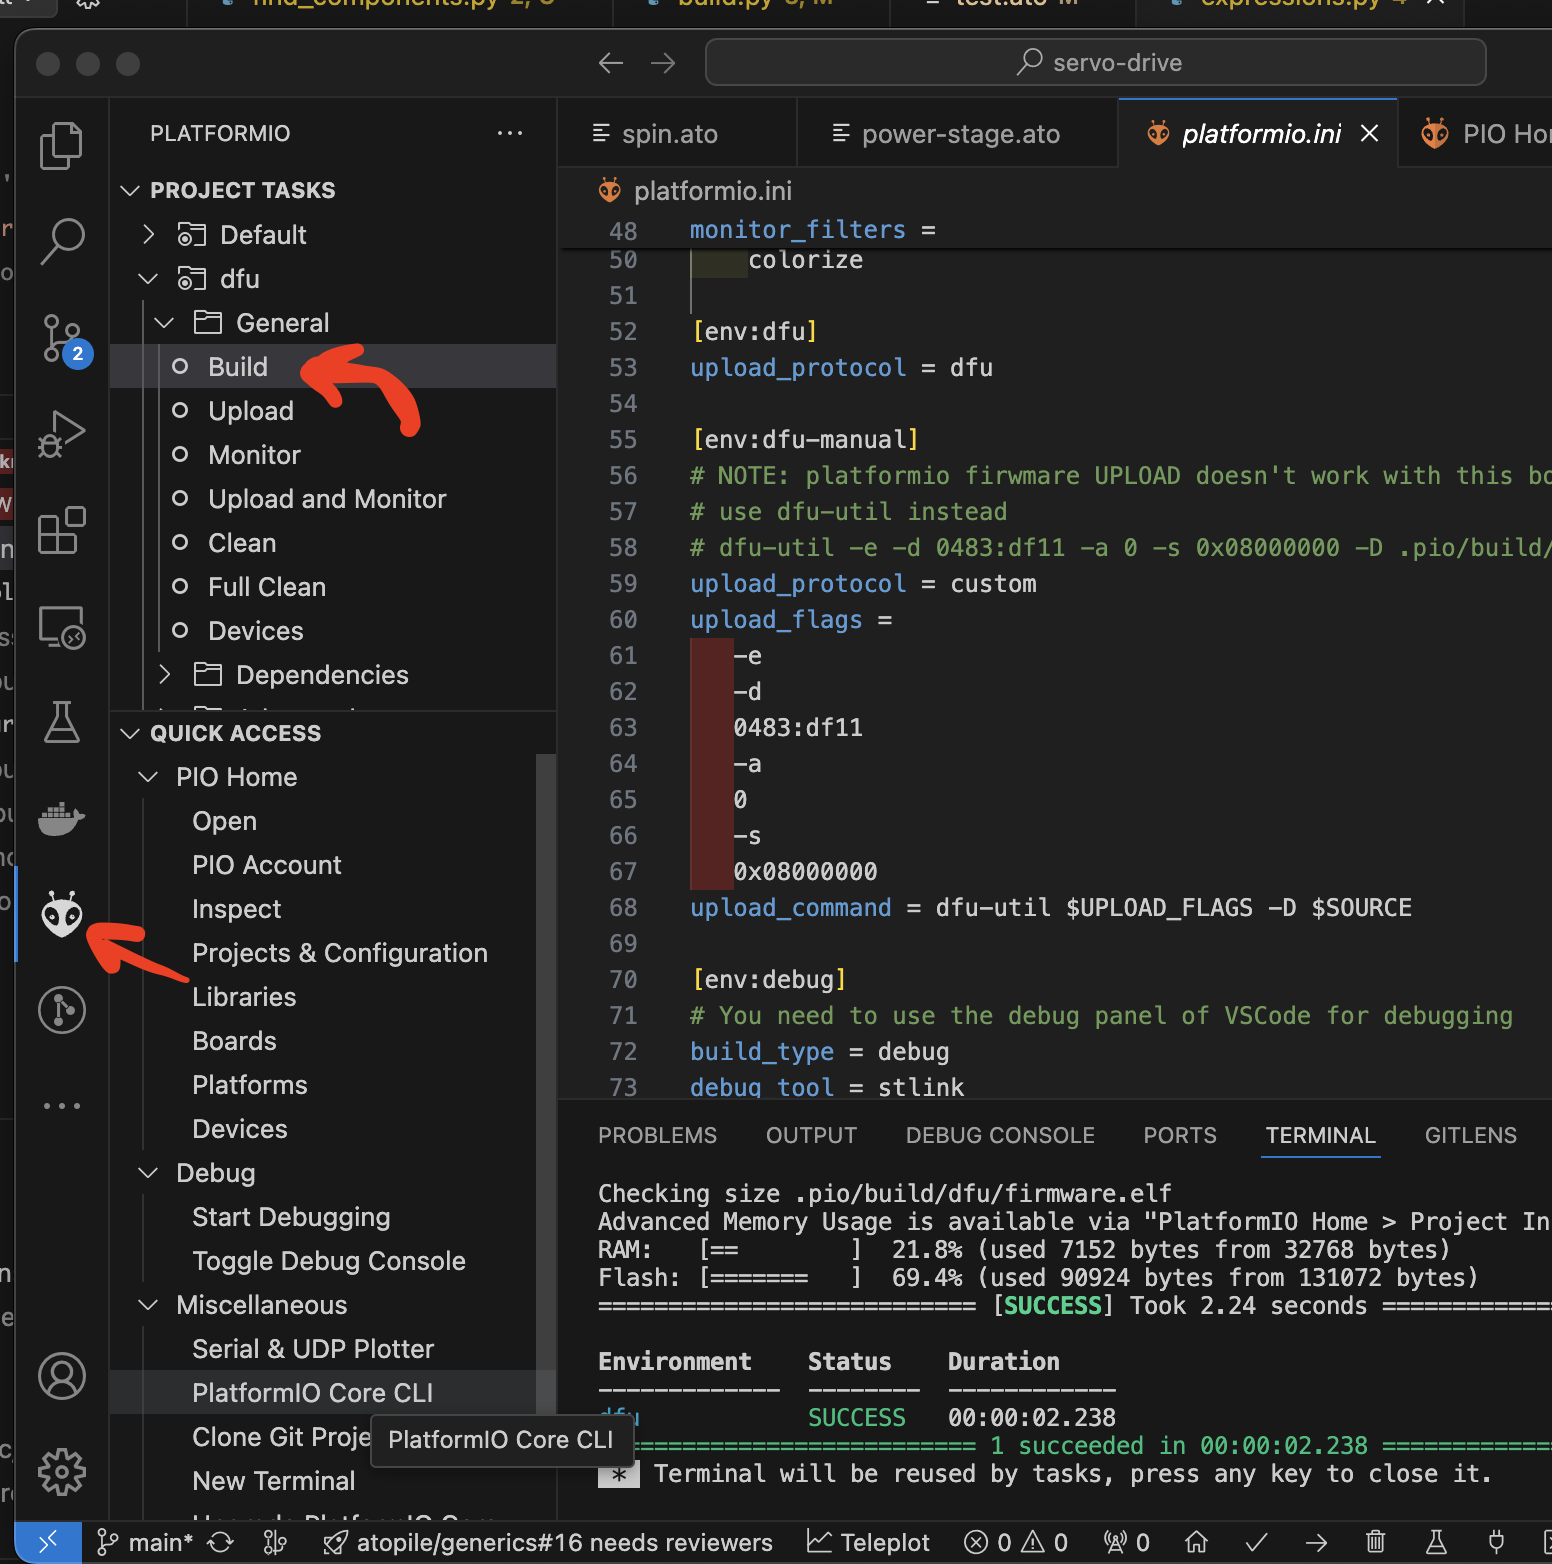 servo-drive
PLATFORMIO
spin.ato
power-stage.ato
platformio.ini
PIO
PROJECT TASKS
Default
dfu
General
Build
Upload
Monitor
Upload and Monitor
Clean
Full Clean
Devices
Dependencies
QUICK ACCESS
PIO Home
Open
PIO Account
Inspect
Projects & Configuration
Libraries
Boards
Platforms
Devices
Debug
Start Debugging
Toggle Debug Console
Miscellaneous
Serial & UDP Plotter
PlatformIO Core CLI
Clone Git Proje
PlatformIO Core CLI
New Terminal
2
platformio.ini
48 monitor_filters =
50 colorize
51
52 [env:dfu]
53 upload_protocol = dfu
54
55 [env:dfu-manual]
56 # NOTE: platformio firwmare UPLOAD doesn't work with this bo
57 # use dfu-util instead
58 # dfu-util -e -d 0483:df11 -a 0 -s 0x08000000 -D .pio/build/
59 upload_protocol = custom
60 upload_flags =
61 -e
62 -d
63 0483:df11
64 -a
65 0
66 -s
67 0x08000000
68 upload_command = dfu-util $UPLOAD_FLAGS -D $SOURCE
69
70 [env:debug]
71 # You need to use the debug panel of VSCode for debugging
72 build_type = debug
73 debug_tool = stlink
PROBLEMS OUTPUT DEBUG CONSOLE PORTS TERMINAL GITLENS
Checking size .pio/build/dfu/firmware.elf
Advanced Memory Usage is available via "PlatformIO Home > Project In
RAM: [== ] 21.8% (used 7152 bytes from 32768 bytes)
Flash: [======= ] 69.4% (used 90924 bytes from 131072 bytes)
=========================== [SUCCESS] Took 2.24 seconds ============
Environment Status Duration
------------- -------- ------------
dfu SUCCESS 00:00:02.238
=========================== 1 succeeded in 00:00:02.238 ============
* Terminal will be reused by tasks, press any key to close it.
main* atopile/generics#16 needs reviewers Teleplot 0 0 0